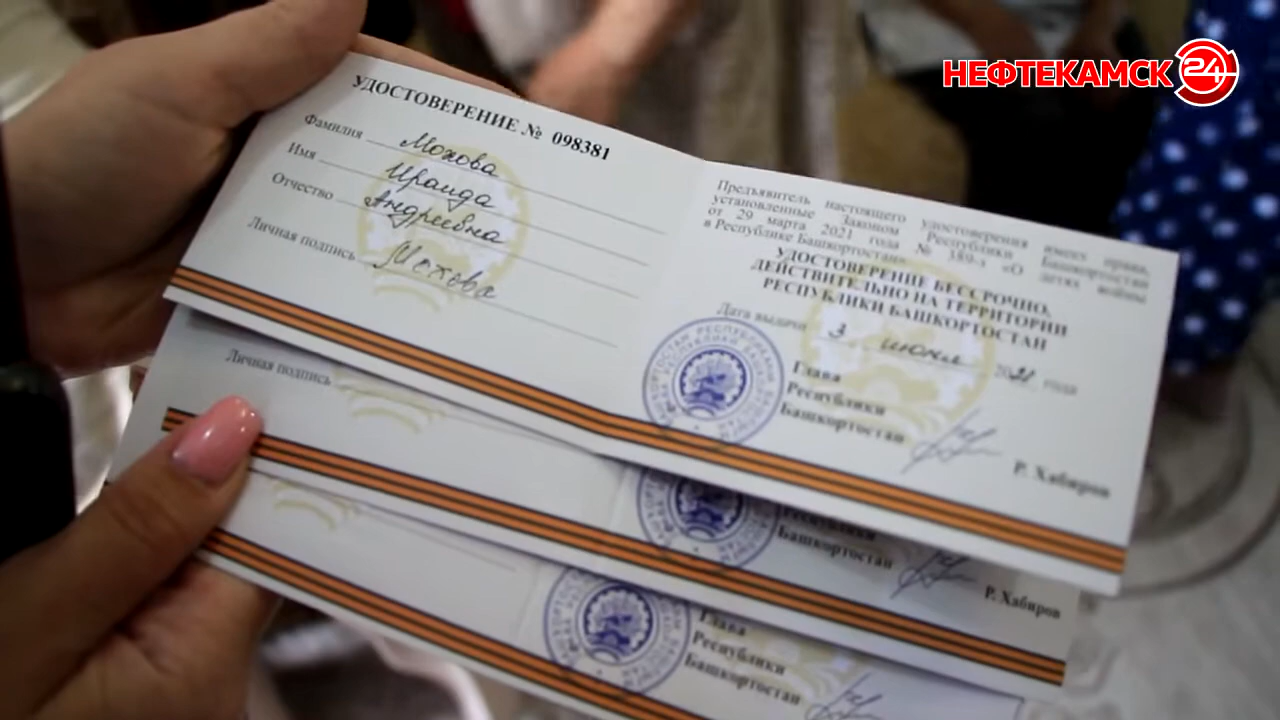 НЕФТЕКАМСК 24
УДОСТОВЕРЕНИЕ № 098381
Фамилия Мохова
Имя Ираида
Отчество Андреевна
Личная подпись Мохова
Предъявитель настоящего удостоверения имеет права,
установленные Законом Республики Башкортостан
от 29 марта 2021 года № 389-з «О детях войны
в Республике Башкортостан»
УДОСТОВЕРЕНИЕ БЕССРОЧНО,
ДЕЙСТВИТЕЛЬНО НА ТЕРРИТОРИИ
РЕСПУБЛИКИ БАШКОРТОСТАН
Дата выдачи 3 июня 2021 года
Глава
Республики
Башкортостан
Р. Хабиров
Личная подпись
Республики
Башкортостан
Р. Хабиров
Глава
Республики
Башкортостан